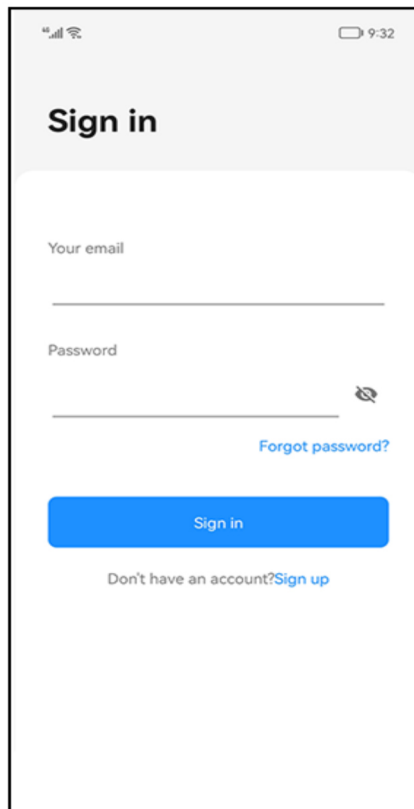 9:32
Sign in
Your email
Password
Forgot password?
Sign in
Don't have an account?Sign up